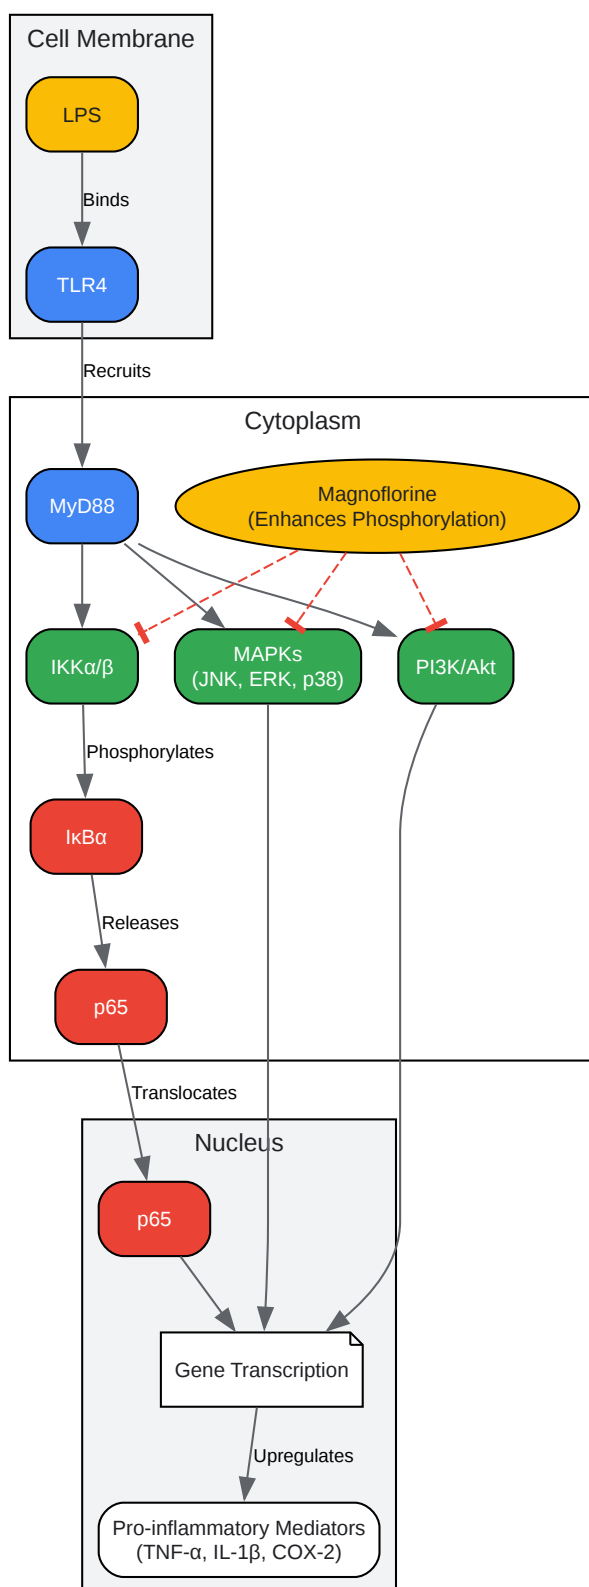 Cell Membrane
LPS
Binds
TLR4
Recruits
Cytoplasm
MyD88
Magnoflorine
(Enhances Phosphorylation)
IKKα/β
MAPKs
(JNK, ERK, p38)
PI3K/Akt
Phosphorylates
IκBα
Releases
p65
Translocates
Nucleus
p65
Gene Transcription
Upregulates
Pro-inflammatory Mediators
(TNF-α, IL-1β, COX-2)